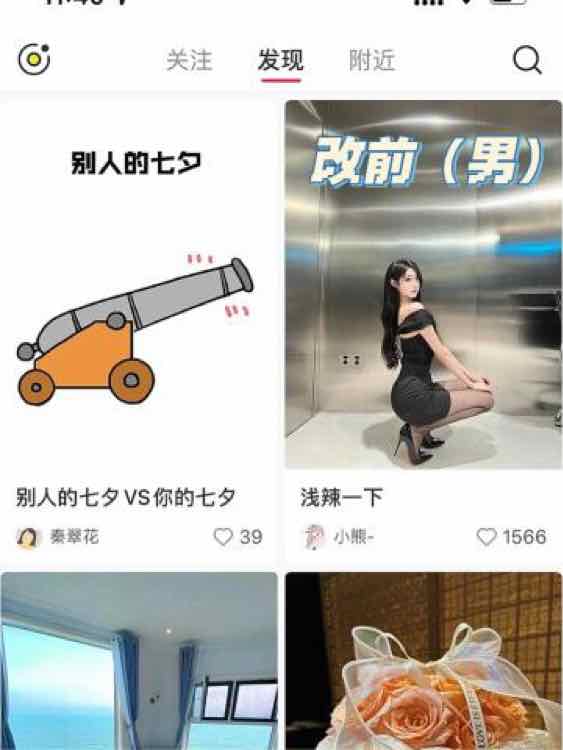 关注 发现 附近
别人的七夕
改前（男）
别人的七夕VS你的七夕
秦翠花 39
浅辣一下
小熊- 1566